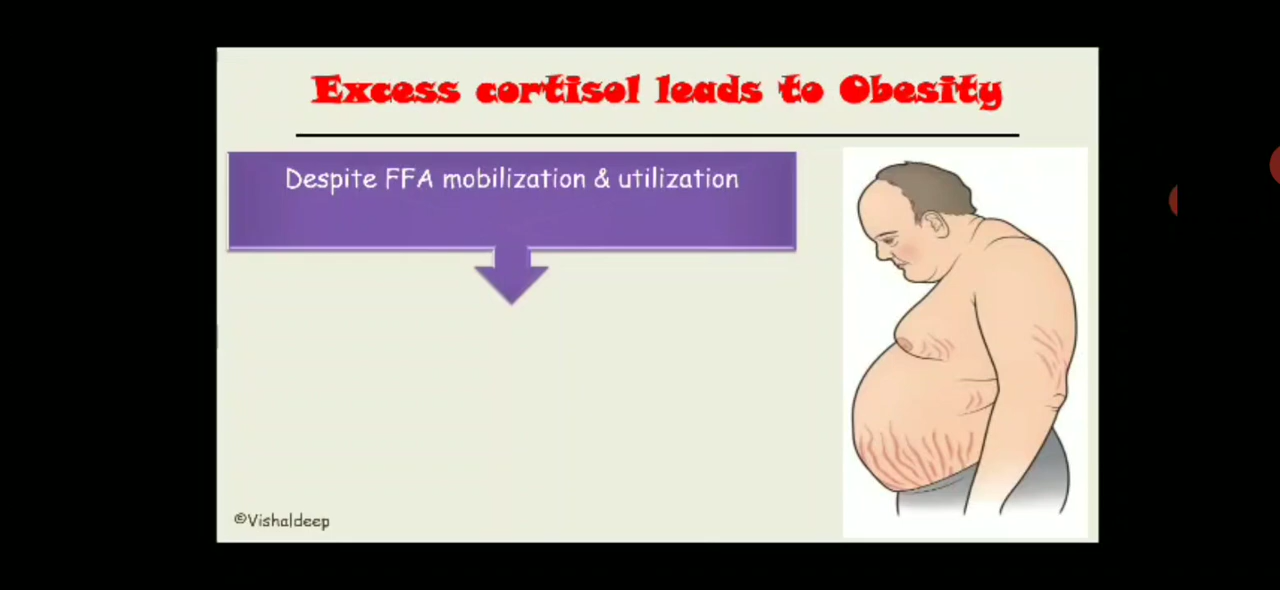 Excess cortisol leads to Obesity
Despite FFA mobilization & utilization
©Vishaldeep